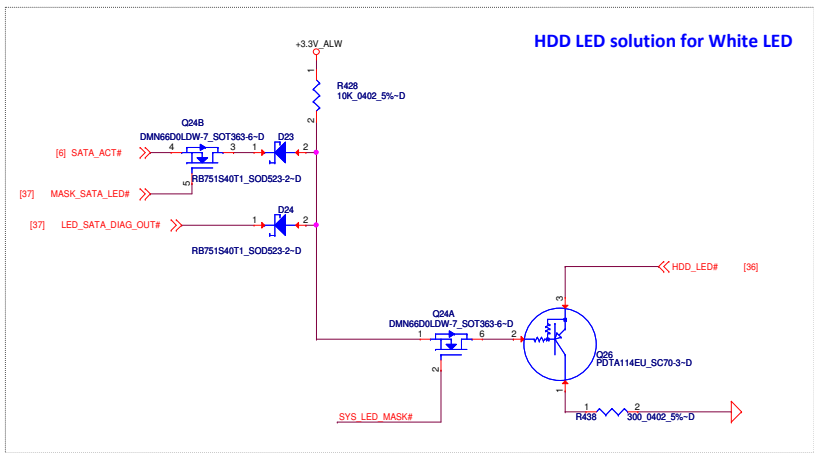 HDD LED solution for White LED
+3.3V_ALW
1
R428
10K_0402_5%~D
2
Q24B
DMN66D0LDW-7_SOT363-6~D
D23
[6] SATA_ACT#
4
3
1
2
RB751S40T1_SOD523-2~D
5
[37] MASK_SATA_LED#
D24
[37] LED_SATA_DIAG_OUT#
1
2
RB751S40T1_SOD523-2~D
HDD_LED# [36]
3
Q24A
DMN66D0LDW-7_SOT363-6~D
1
6
2
Q26
PDTA114EU_SC70-3~D
2
1
SYS_LED_MASK#
1
2
R438
300_0402_5%~D